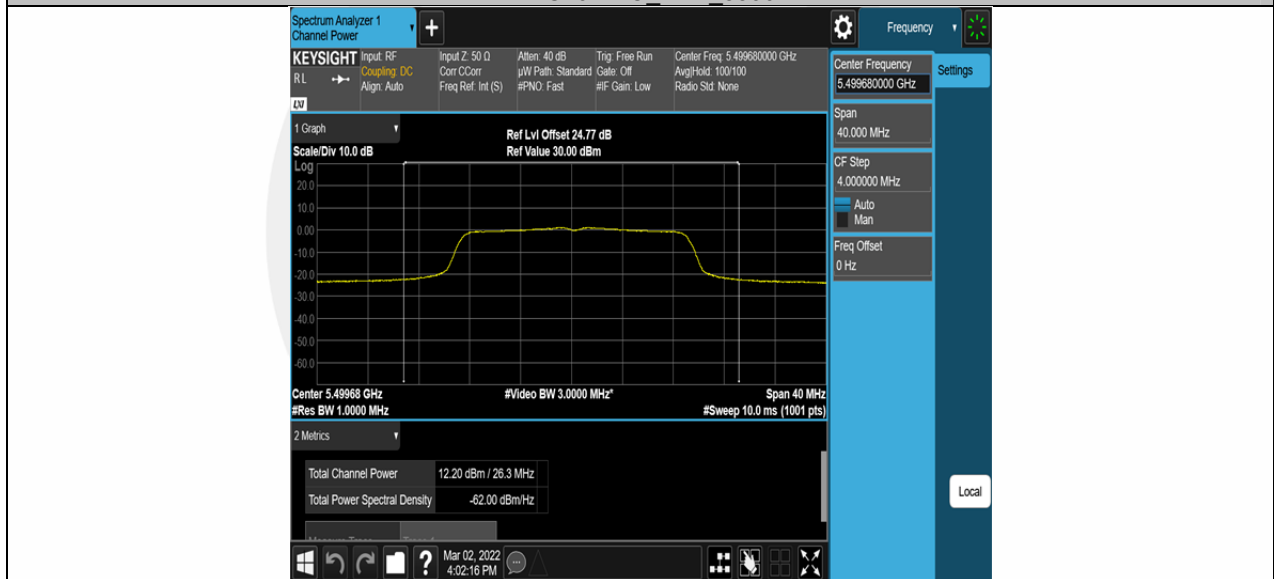 Spectrum Analyzer 1
Channel Power
+
Frequency
KEYSIGHT
RL
LXI
Input: RF
Coupling: DC
Align: Auto
Input Z: 50 Ω
Corr CCorr
Freq Ref: Int (S)
Atten: 40 dB
µW Path: Standard
#PNO: Fast
Trig: Free Run
Gate: Off
#IF Gain: Low
Center Freq: 5.499680000 GHz
Avg|Hold: 100/100
Radio Std: None
Center Frequency
5.499680000 GHz
Settings
Span
40.000 MHz
CF Step
4.000000 MHz
Auto
Man
Freq Offset
0 Hz
Local
1 Graph
Scale/Div 10.0 dB
Ref Lvl Offset 24.77 dB
Ref Value 30.00 dBm
Log
20.0
10.0
0.00
-10.0
-20.0
-30.0
-40.0
-50.0
-60.0
Center 5.49968 GHz
#Video BW 3.0000 MHz*
Span 40 MHz
#Res BW 1.0000 MHz
#Sweep 10.0 ms (1001 pts)
2 Metrics
Total Channel Power 12.20 dBm / 26.3 MHz
Total Power Spectral Density -62.00 dBm/Hz
?
Mar 02, 2022
4:02:16 PM